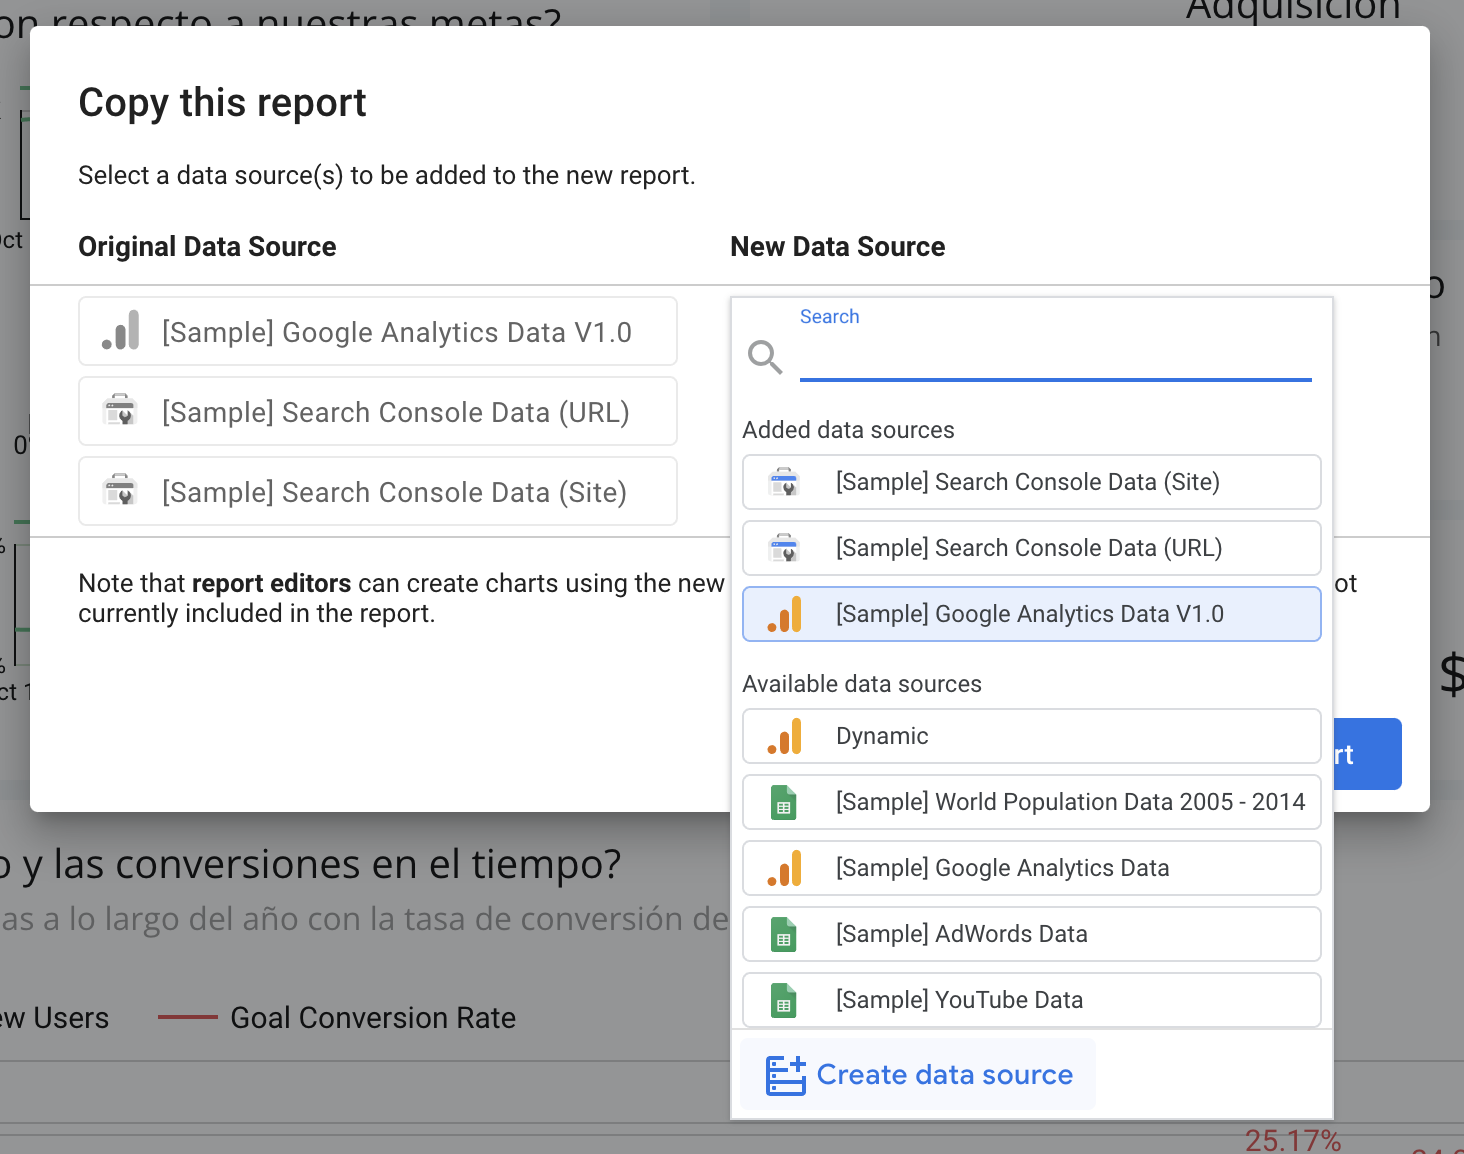 on respecto a nuestras metas?
Adquisición
Copy this report
Select a data source(s) to be added to the new report.
Original Data Source
New Data Source
[Sample] Google Analytics Data V1.0
[Sample] Search Console Data (URL)
[Sample] Search Console Data (Site)
Search
Added data sources
[Sample] Search Console Data (Site)
[Sample] Search Console Data (URL)
[Sample] Google Analytics Data V1.0
Available data sources
Dynamic
[Sample] World Population Data 2005 - 2014
[Sample] Google Analytics Data
[Sample] AdWords Data
[Sample] YouTube Data
Create data source
Note that report editors can create charts using the new
ot
currently included in the report.
rt
$
o y las conversiones en el tiempo?
as a lo largo del año con la tasa de conversión de
ew Users
Goal Conversion Rate
25.17%